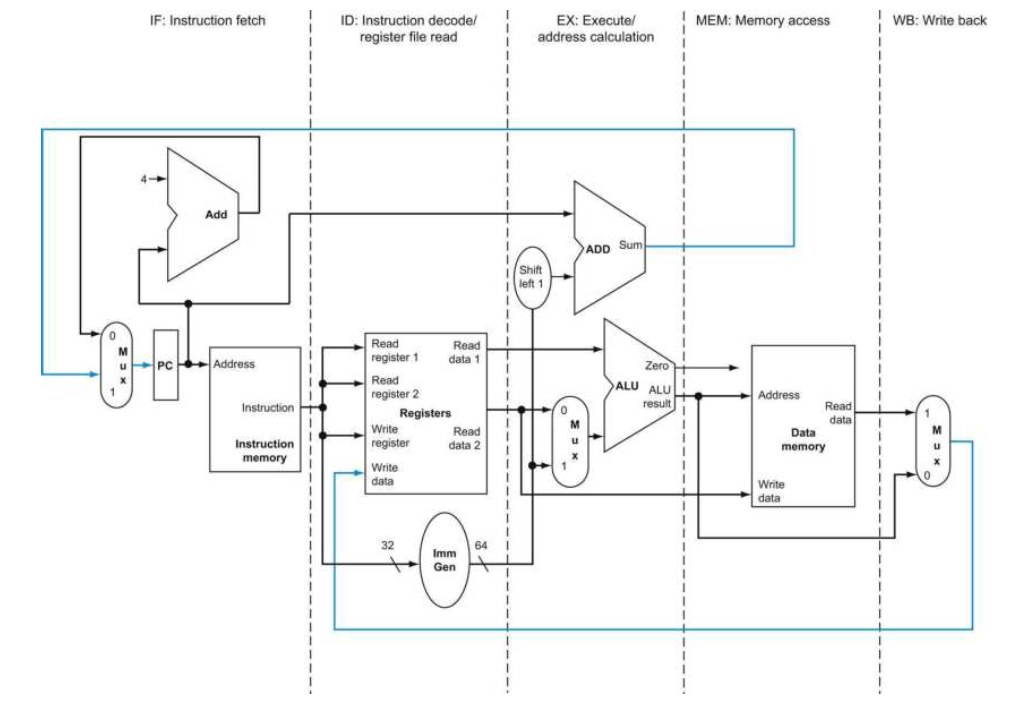 IF: Instruction fetch
ID: Instruction decode/
register file read
EX: Execute/
address calculation
MEM: Memory access
WB: Write back
4
Add
ADD
Sum
Shift
left 1
0
M
u
x
1
PC
Address
Instruction
Instruction
memory
Read
register 1
Read
register 2
Write
register
Write
data
Registers
Read
data 1
Read
data 2
0
M
u
x
1
Zero
ALU
ALU
result
Address
Read
data
Data
memory
Write
data
1
M
u
x
0
32
Imm
Gen
64